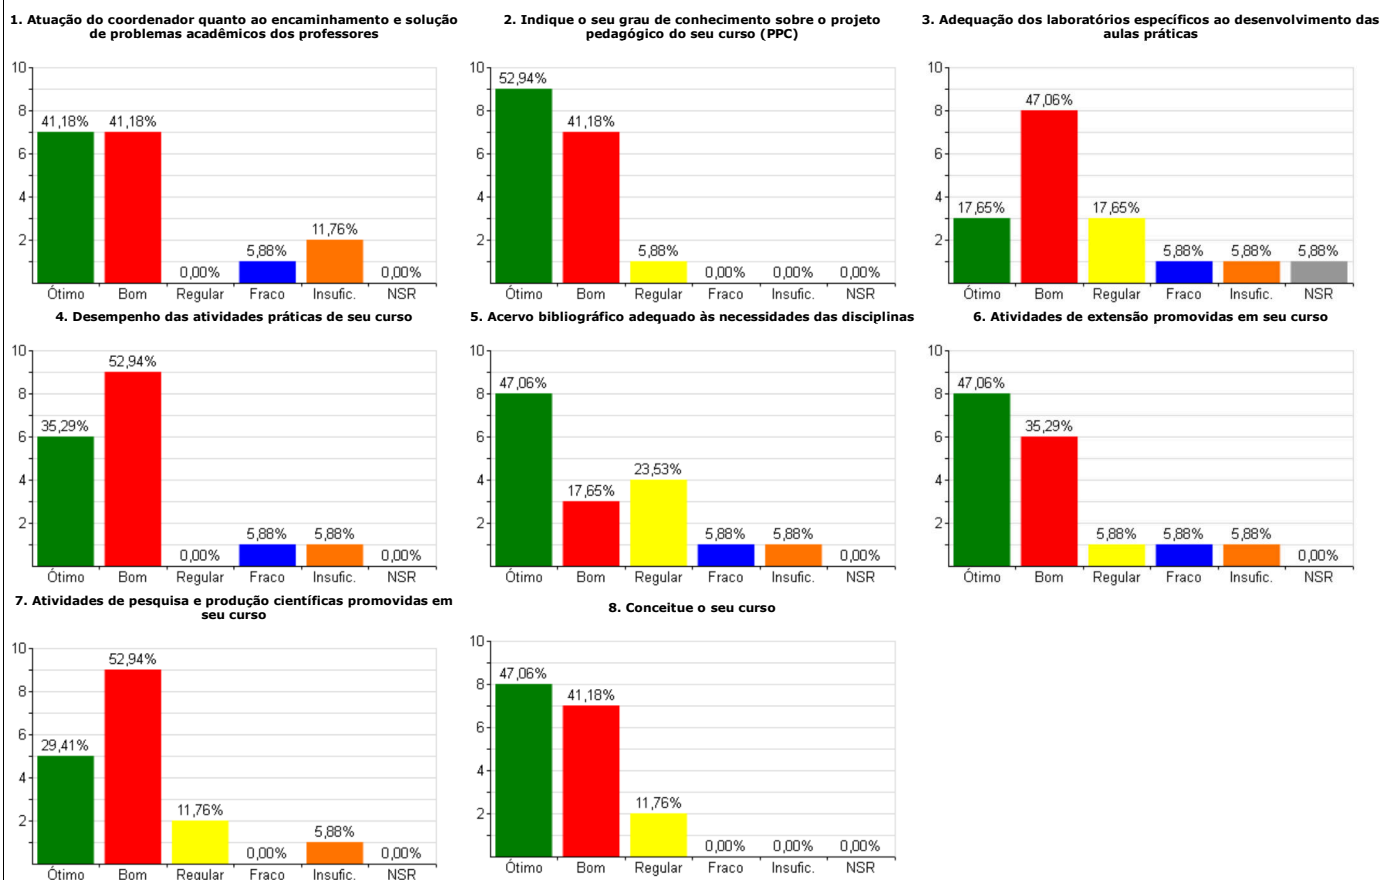 1. Atuação do coordenador quanto ao encaminhamento e solução
de problemas acadêmicos dos professores
10
8
6
4
2
41,18%
41,18%
0,00%
5,88%
11,76%
0,00%
Ótimo
Bom
Regular
Fraco
Insufic.
NSR
2. Indique o seu grau de conhecimento sobre o projeto
pedagógico do seu curso (PPC)
10
8
6
4
2
52,94%
41,18%
5,88%
0,00%
0,00%
0,00%
Ótimo
Bom
Regular
Fraco
Insufic.
NSR
3. Adequação dos laboratórios específicos ao desenvolvimento das
aulas práticas
10
8
6
4
2
17,65%
47,06%
17,65%
5,88%
5,88%
5,88%
Ótimo
Bom
Regular
Fraco
Insufic.
NSR
4. Desempenho das atividades práticas de seu curso
10
8
6
4
2
35,29%
52,94%
0,00%
5,88%
5,88%
0,00%
Ótimo
Bom
Regular
Fraco
Insufic.
NSR
5. Acervo bibliográfico adequado às necessidades das disciplinas
10
8
6
4
2
47,06%
17,65%
23,53%
5,88%
5,88%
0,00%
Ótimo
Bom
Regular
Fraco
Insufic.
NSR
6. Atividades de extensão promovidas em seu curso
10
8
6
4
2
47,06%
35,29%
5,88%
5,88%
5,88%
0,00%
Ótimo
Bom
Regular
Fraco
Insufic.
NSR
7. Atividades de pesquisa e produção científicas promovidas em
seu curso
10
8
6
4
2
29,41%
52,94%
11,76%
0,00%
5,88%
0,00%
Ótimo
Bom
Regular
Fraco
Insufic.
NSR
8. Conceitue o seu curso
10
8
6
4
2
47,06%
41,18%
11,76%
0,00%
0,00%
0,00%
Ótimo
Bom
Regular
Fraco
Insufic.
NSR